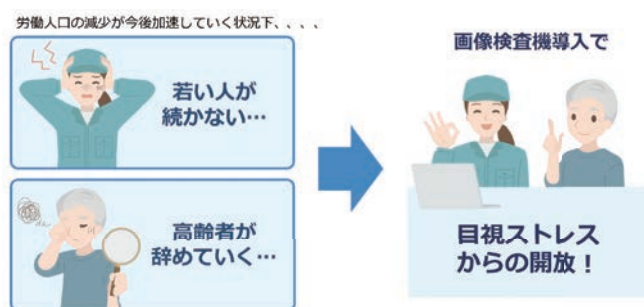 労働人口の減少が今後加速していく状況下、、、、
若い人が
続かない…
高齢者が
辞めていく…
画像検査機導入で
目視ストレス
からの開放！